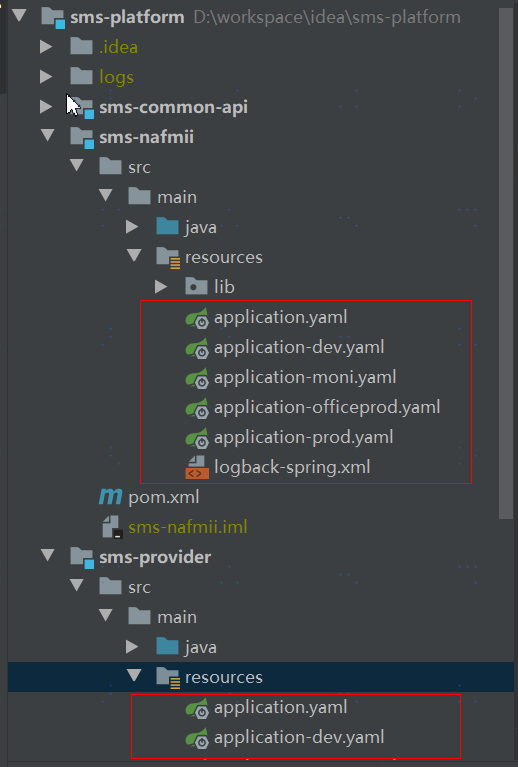 sms-platform D:\workspace\idea\sms-platform
.idea
logs
sms-common-api
sms-nafmii
src
main
java
resources
lib
application.yaml
application-dev.yaml
application-moni.yaml
application-officeprod.yaml
application-prod.yaml
logback-spring.xml
pom.xml
sms-nafmii.iml
sms-provider
src
main
java
resources
application.yaml
application-dev.yaml